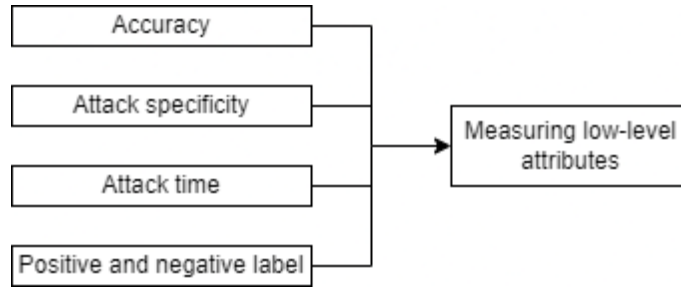 Accuracy
Attack specificity
Attack time
Positive and negative label
Measuring low-level
attributes